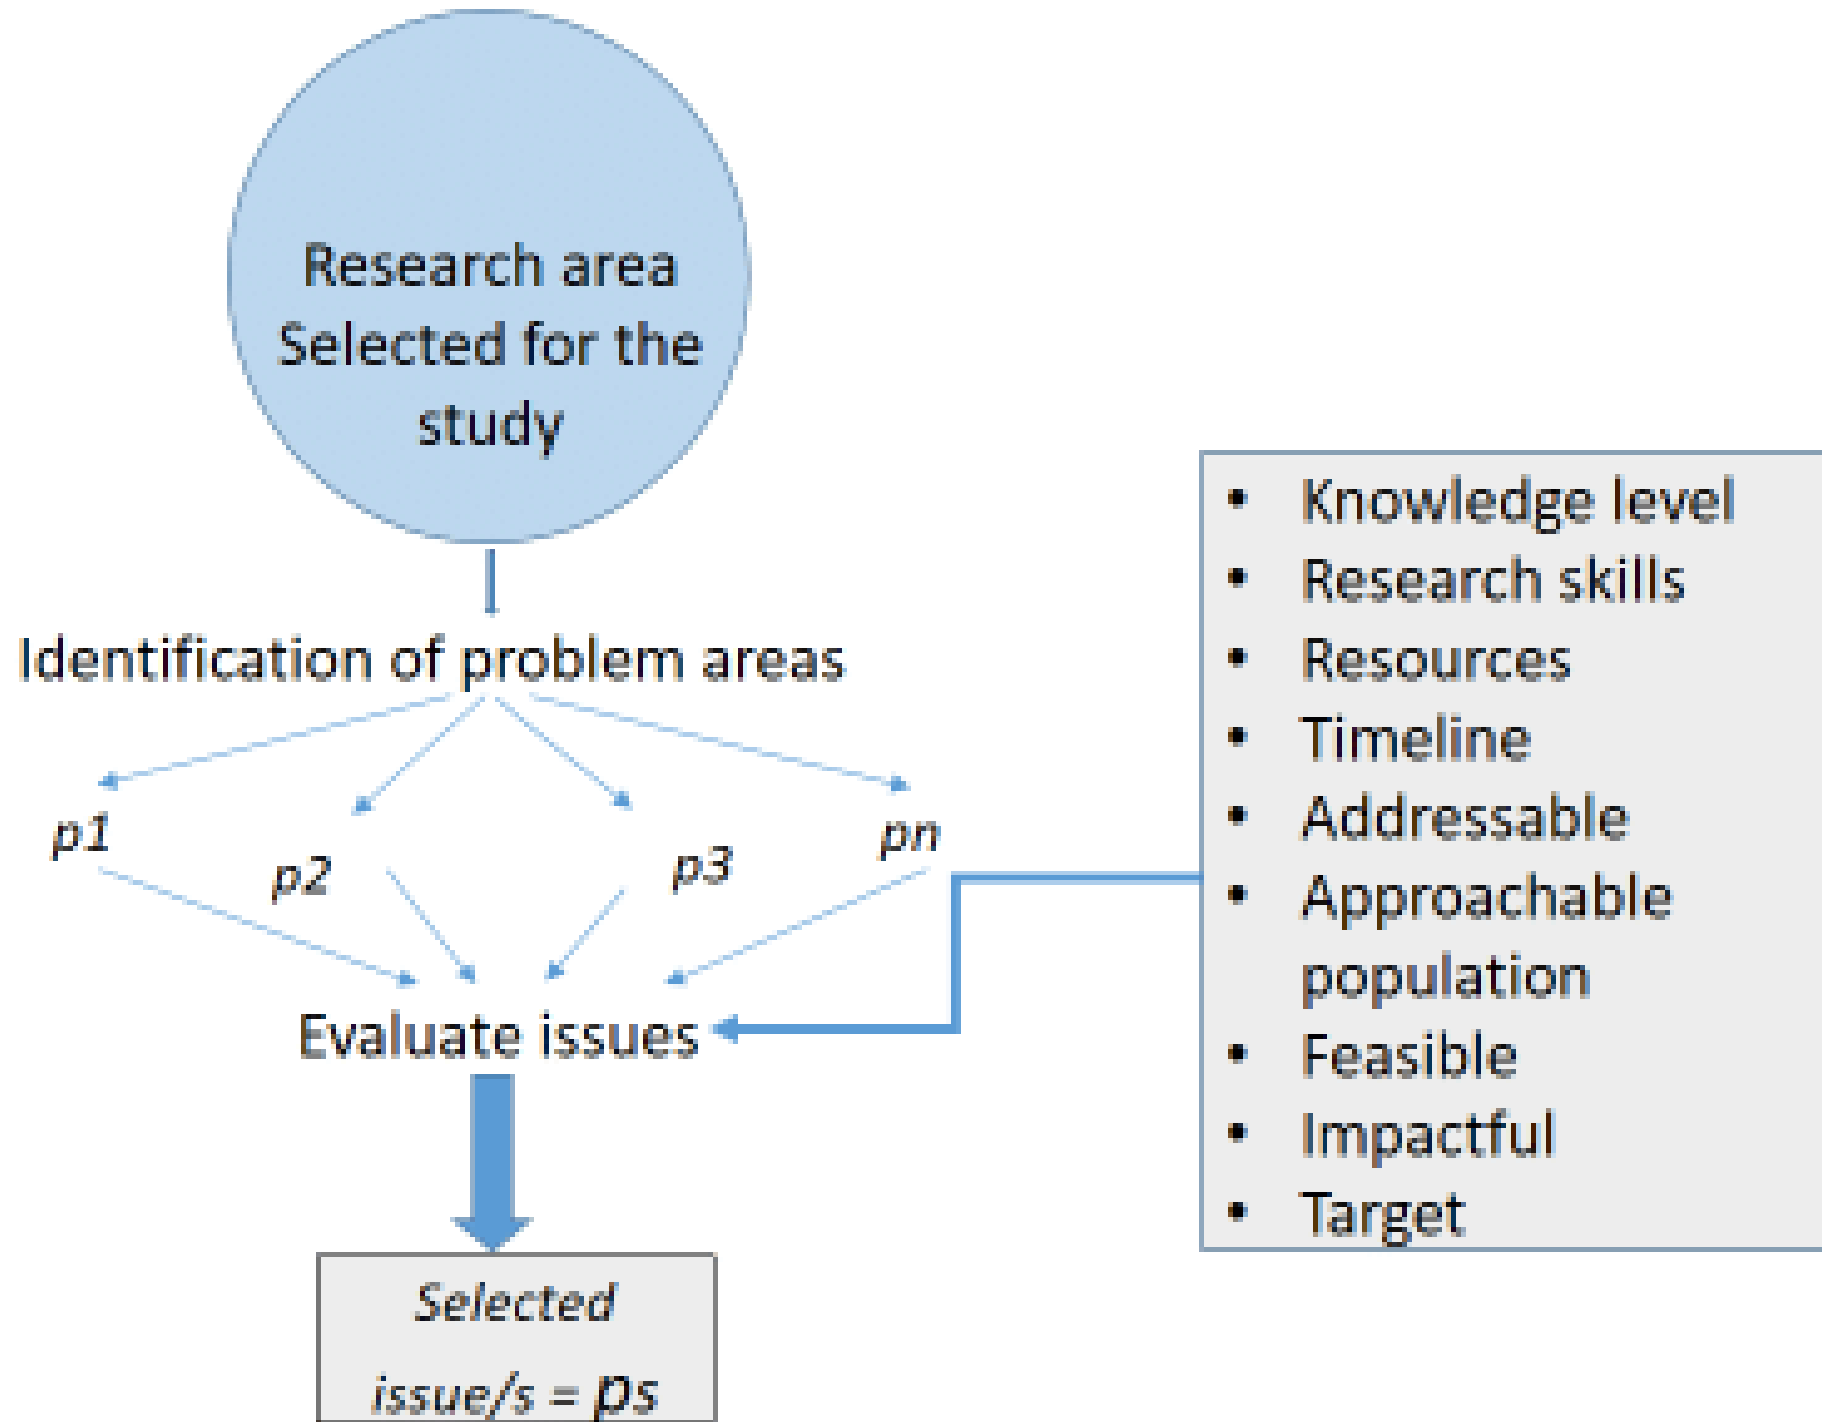 Research area
Selected for the
study
Identification of problem areas
p1
p2
p3
pn
Evaluate issues
Selected
issue/s = ps
• Knowledge level
• Research skills
• Resources
• Timeline
• Addressable
• Approachable
population
• Feasible
• Impactful
• Target